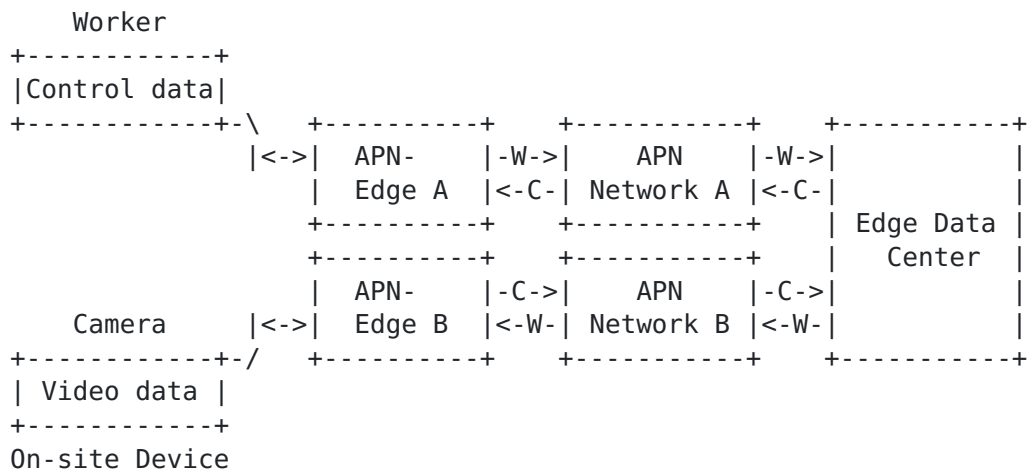 Worker
+------------+
|Control data|
+------------+-\   +----------+    +-----------+    +-----------+
               |<->|  APN-    |-W->|    APN    |-W->|           |
                   |  Edge A  |<-C-| Network A |<-C-|           |
                   +----------+    +-----------+    | Edge Data |
                   +----------+    +-----------+    |   Center  |
                   |  APN-    |-C->|    APN    |-C->|           |
    Camera     |<->|  Edge B  |<-W-| Network B |<-W-|           |
+------------+-/   +----------+    +-----------+    +-----------+
| Video data |
+------------+
On-site Device